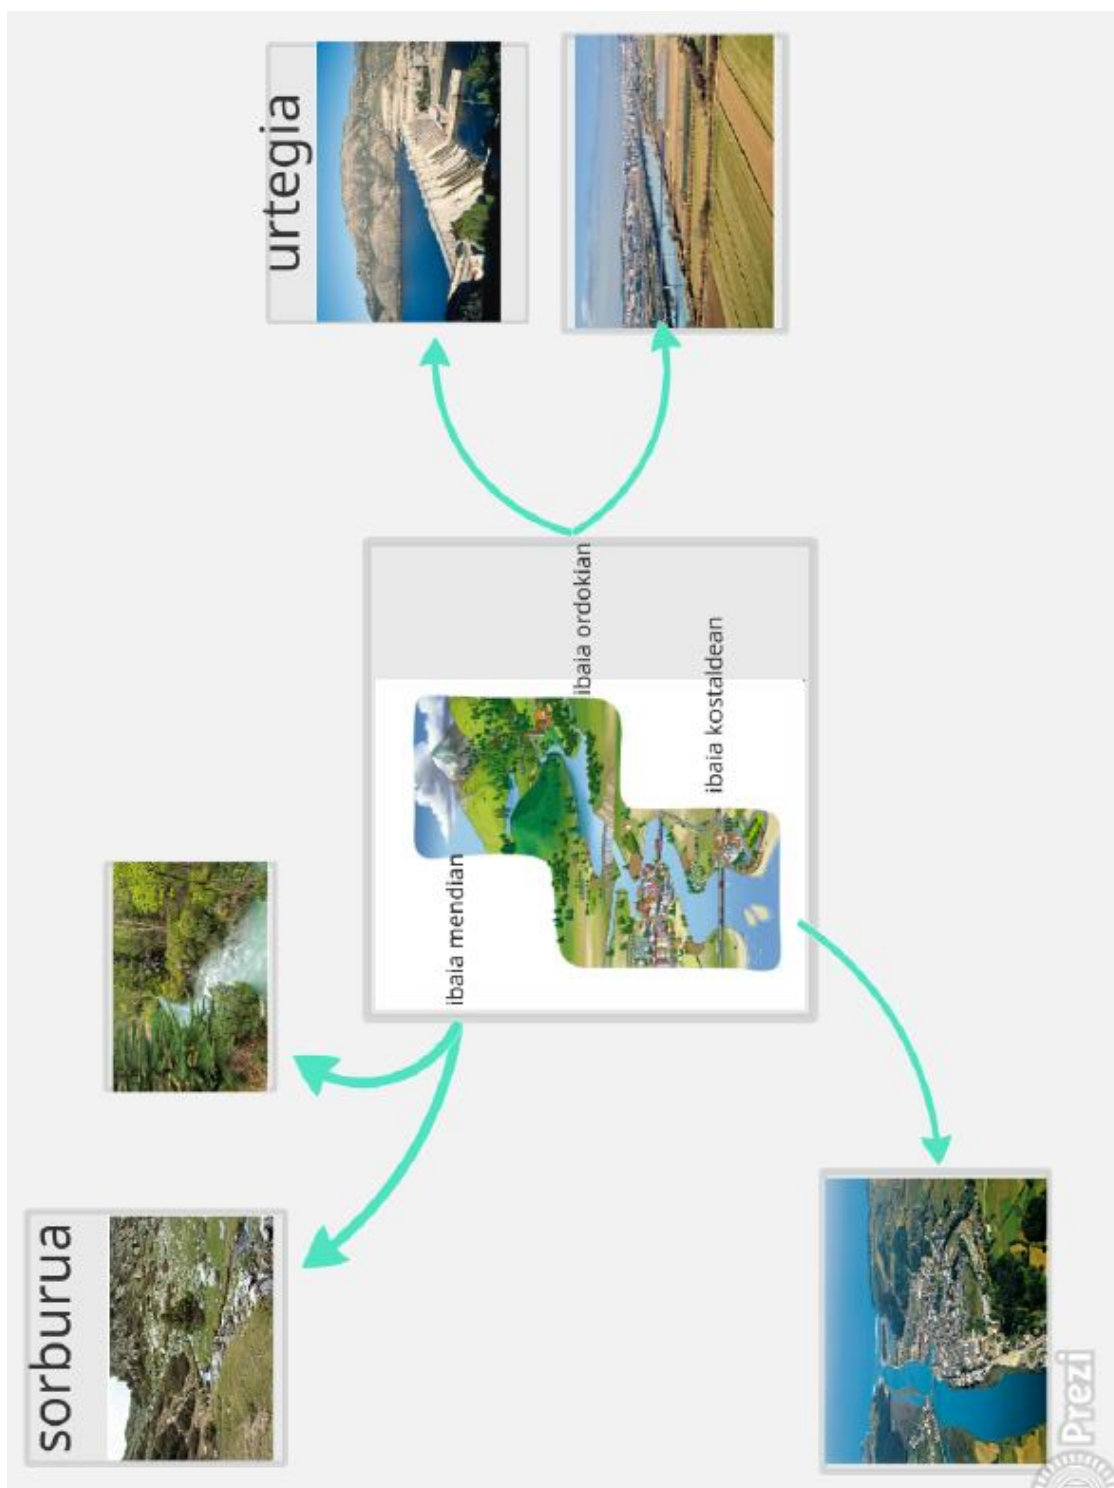 sorburua
urtegia
ibaia mendian
ibaia ordokian
ibaia kostaldean
Prezi